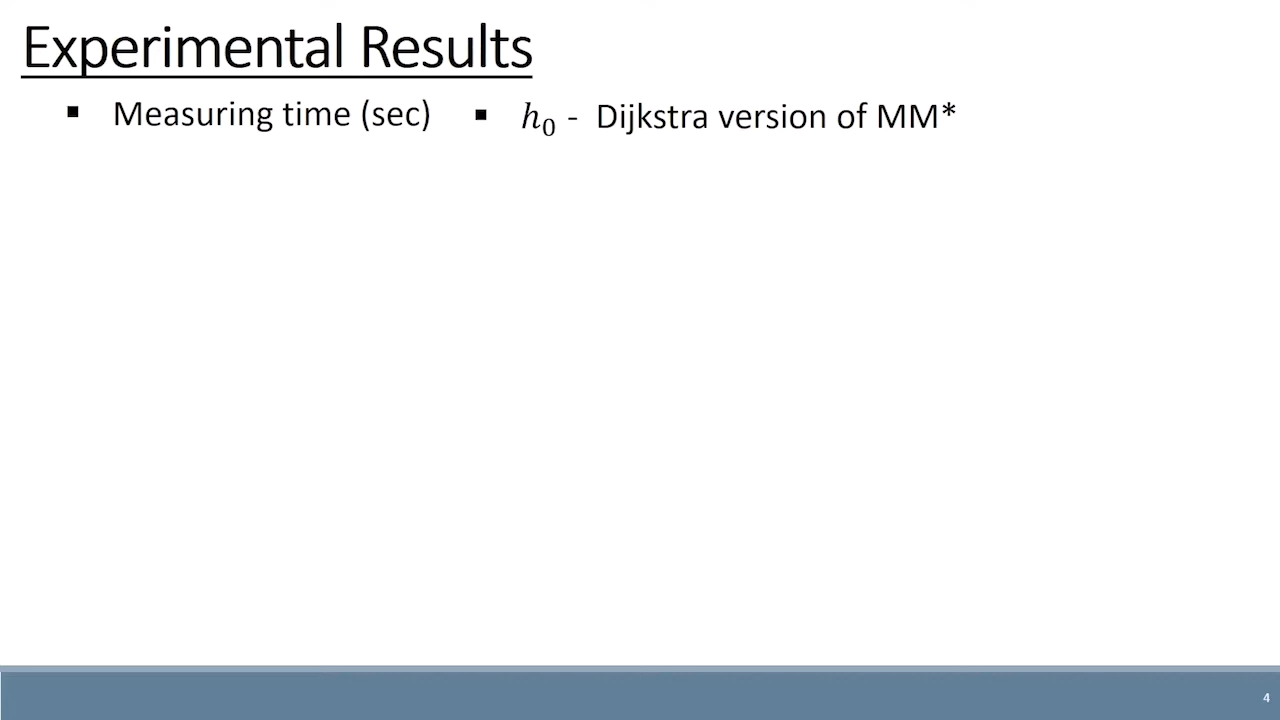 Experimental Results
▪ Measuring time (sec) ▪ ℎ₀ - Dijkstra version of MM*
4